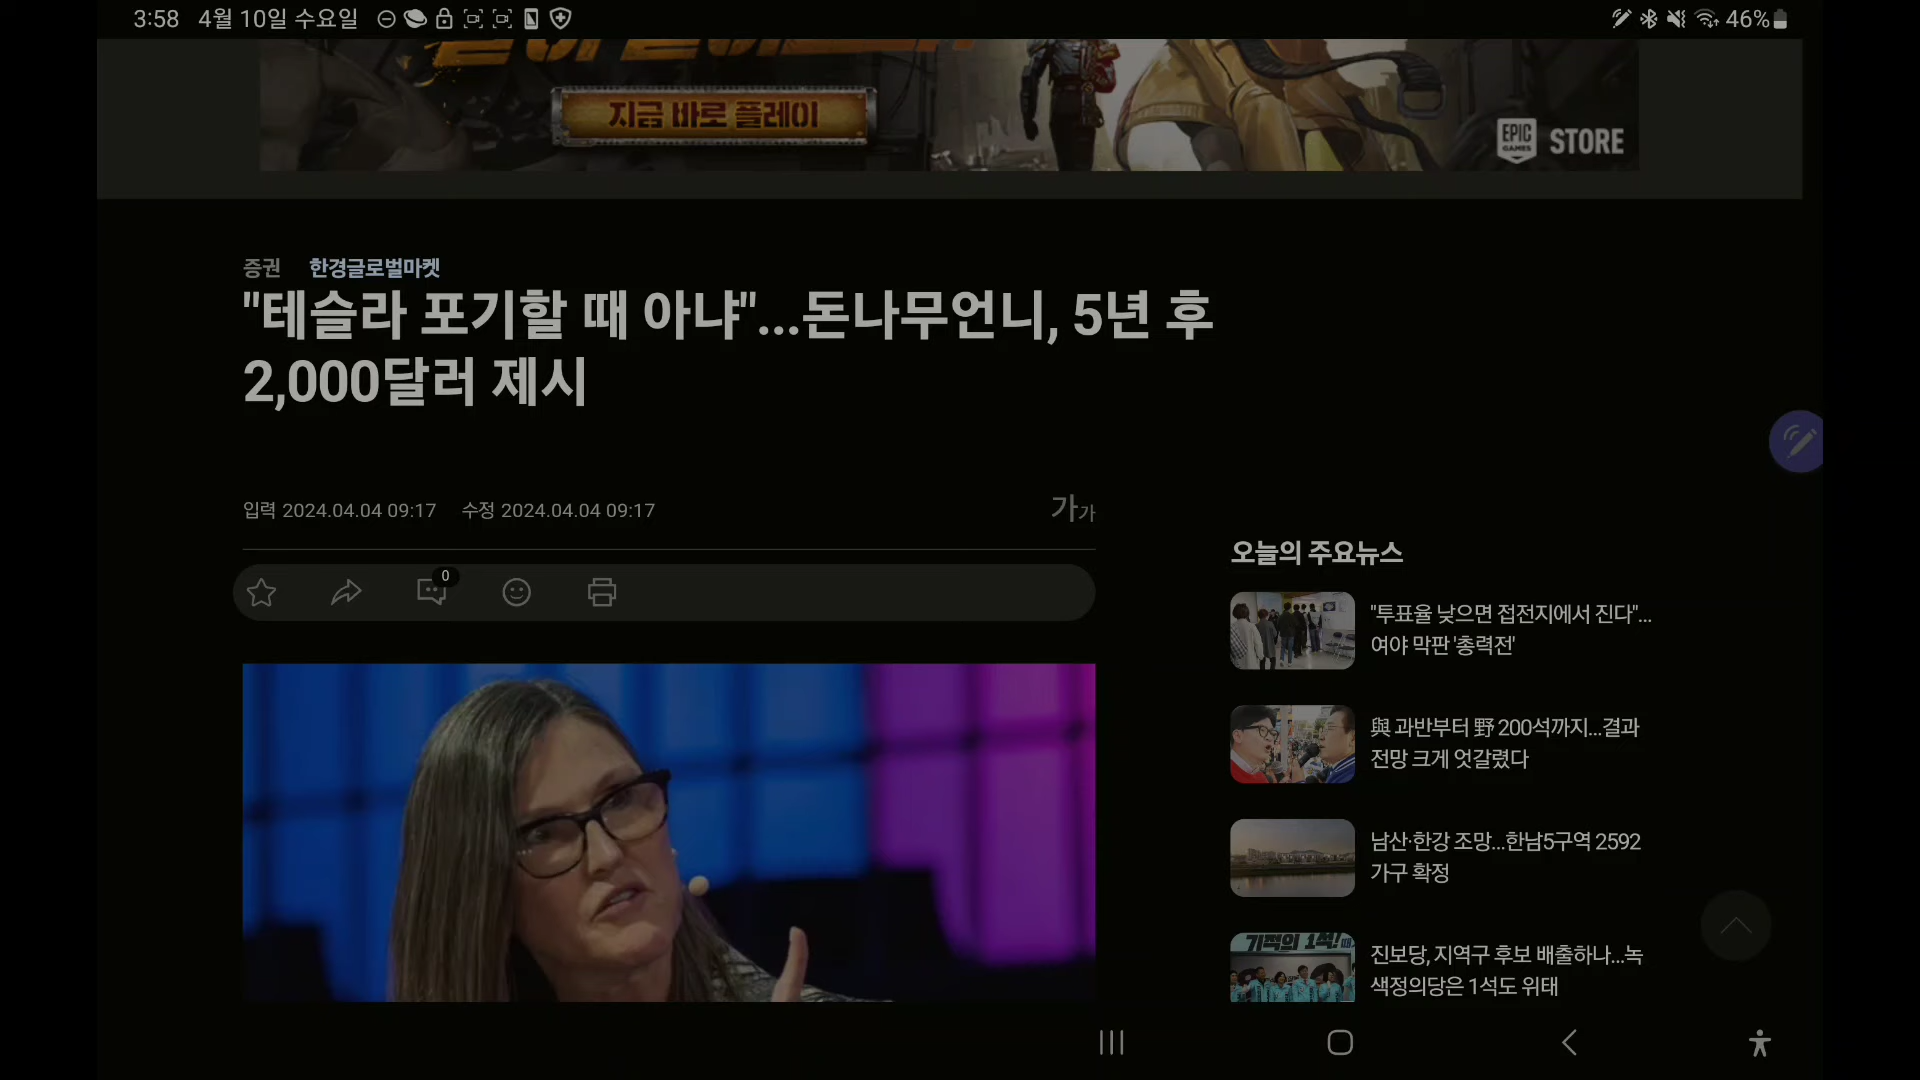 3:58 4월 10일 수요일
46%
지금 바로 플레이
EPIC
GAMES
STORE
증권 한경글로벌마켓
"테슬라 포기할 때 아냐"...돈나무언니, 5년 후
2,000달러 제시
입력 2024.04.04 09:17 수정 2024.04.04 09:17
가가
0
오늘의 주요뉴스
"투표율 낮으면 접전지에서 진다"...
여야 막판 '총력전'
與 과반부터 野 200석까지...결과
전망 크게 엇갈렸다
남산·한강 조망...한남5구역 2592
가구 확정
기적의 1석!
진보당, 지역구 후보 배출하나...녹
색정의당은 1석도 위태